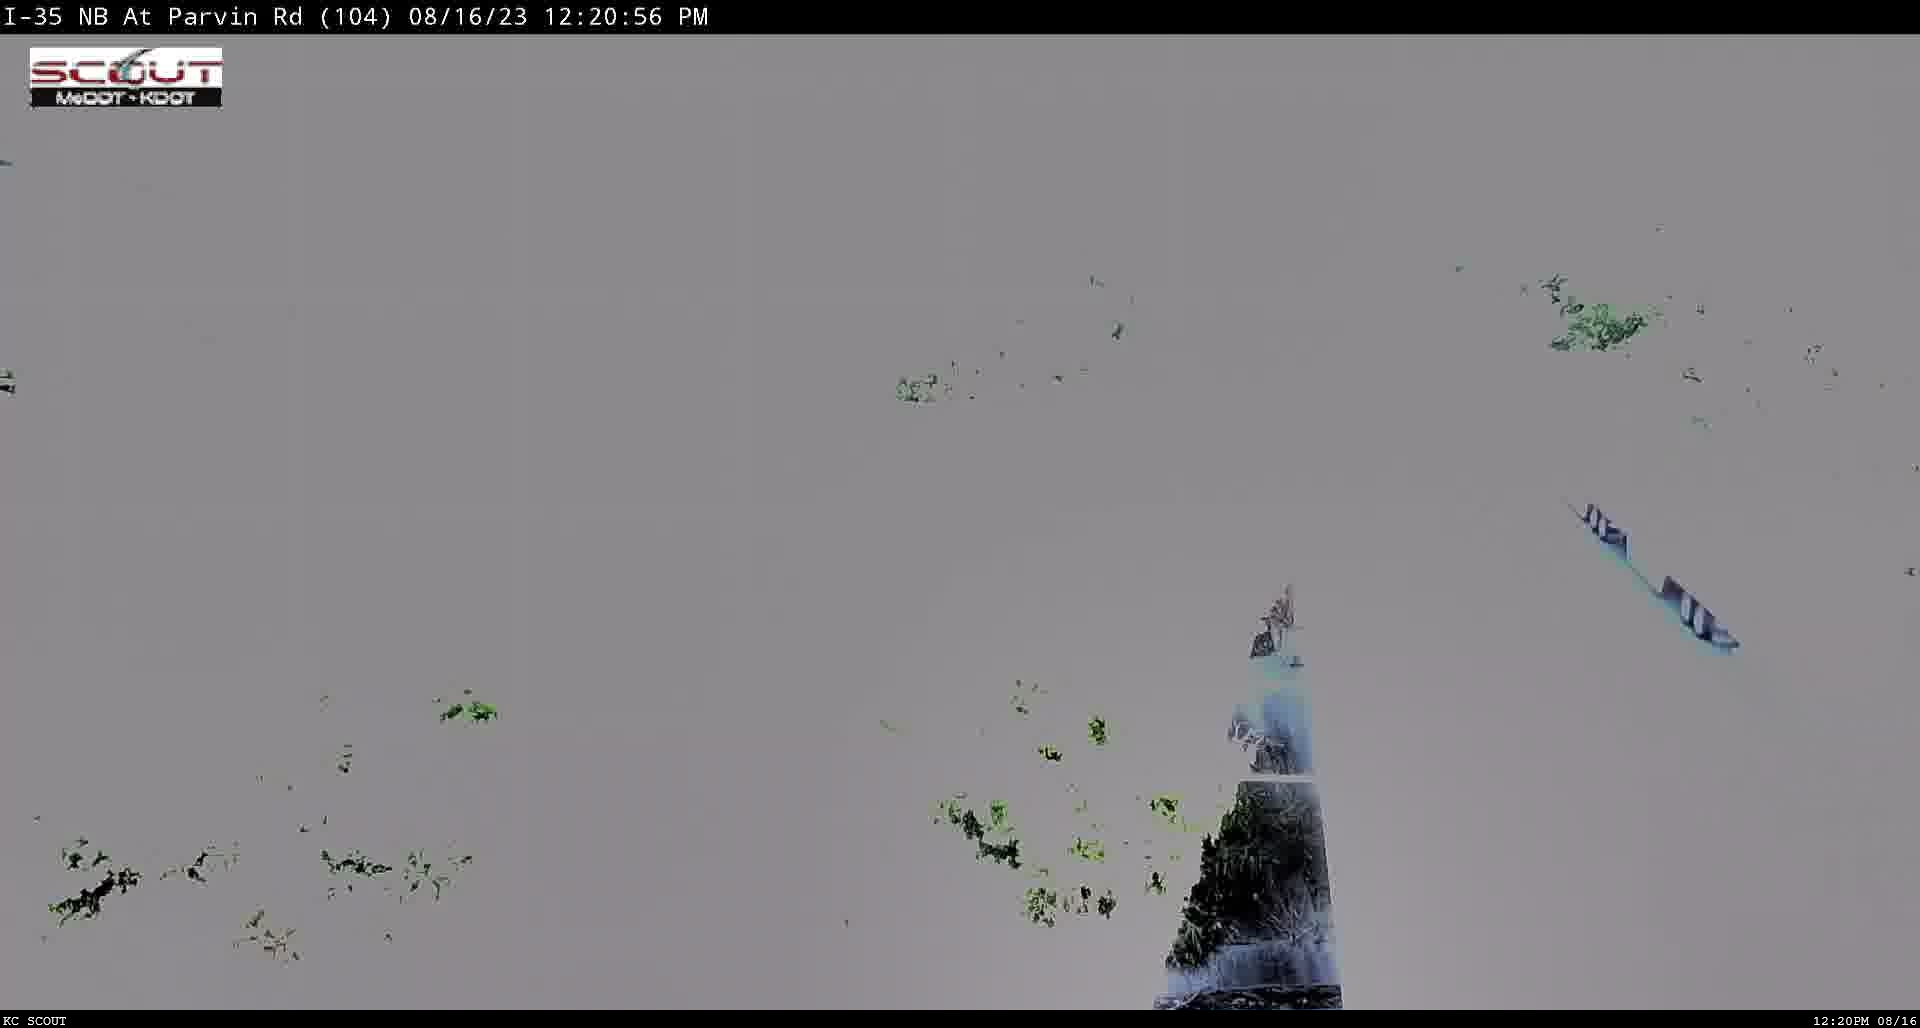 I-35 NB At Parvin Rd (104) 08/16/23 12:20:56 PM
SCOUT
MoDOT - KDOT
KC SCOUT
12:20PM 08/16